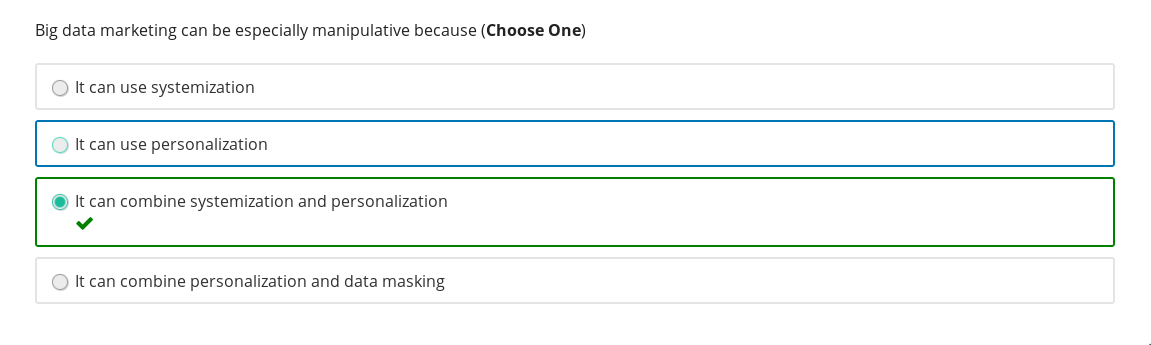 Big data marketing can be especially manipulative because (Choose One)
It can use systemization
It can use personalization
It can combine systemization and personalization
It can combine personalization and data masking